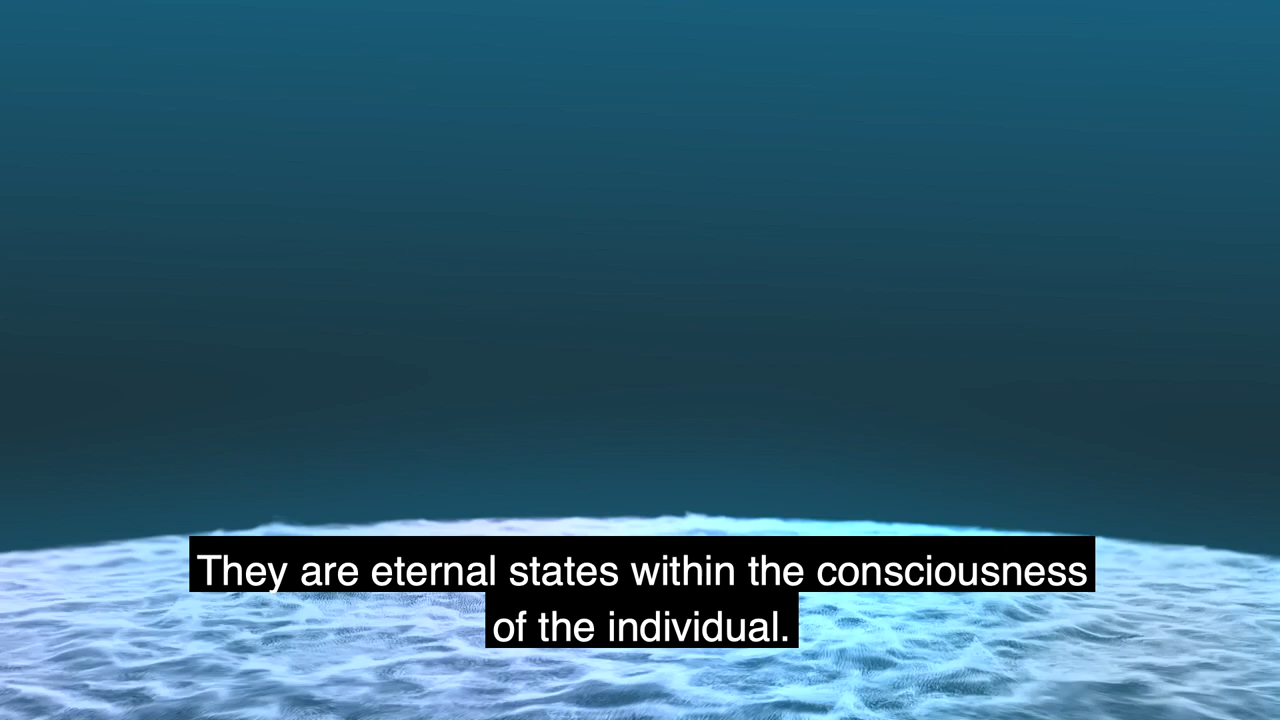 They are eternal states within the consciousness
of the individual.